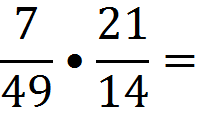 7/49 • 21/14 =